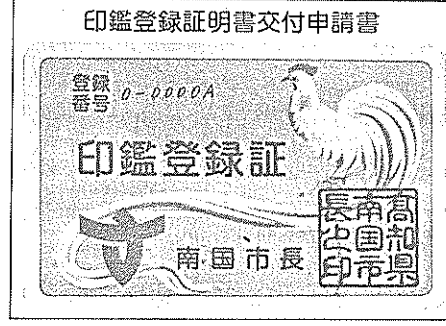 印鑑登録証明書交付申請書
登録
番号 0-0000A
印鑑登録証
南国市長
高知県
南国市
長之印